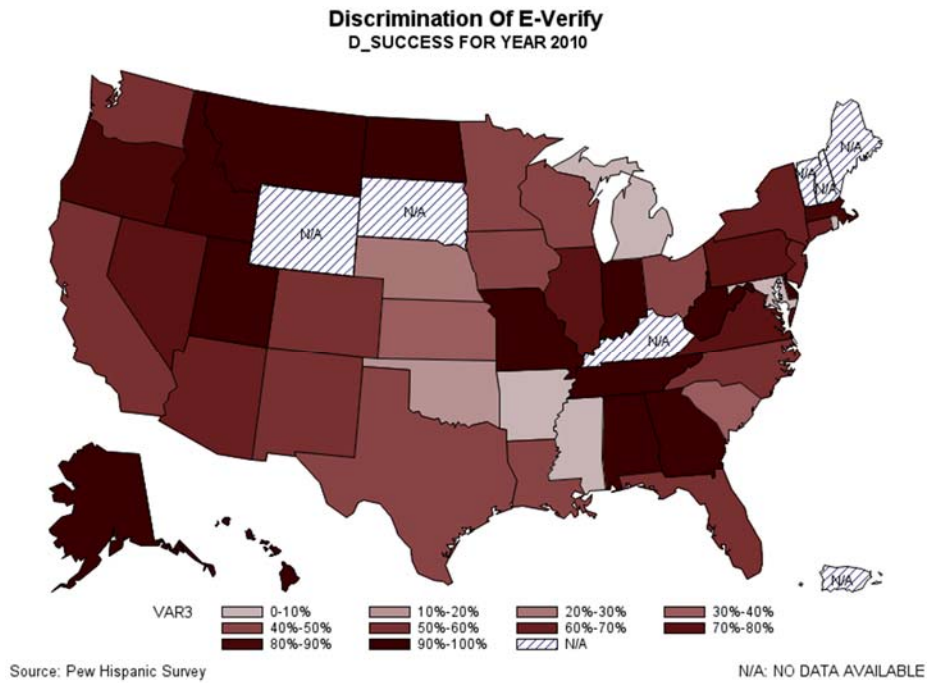 Discrimination Of E-Verify
D_SUCCESS FOR YEAR 2010
N/A
N/A
N/A
N/A
N/A
N/A
N/A
VAR3 0-10% 10%-20% 20%-30% 30%-40%
40%-50% 50%-60% 60%-70% 70%-80%
80%-90% 90%-100% N/A
Source: Pew Hispanic Survey N/A: NO DATA AVAILABLE